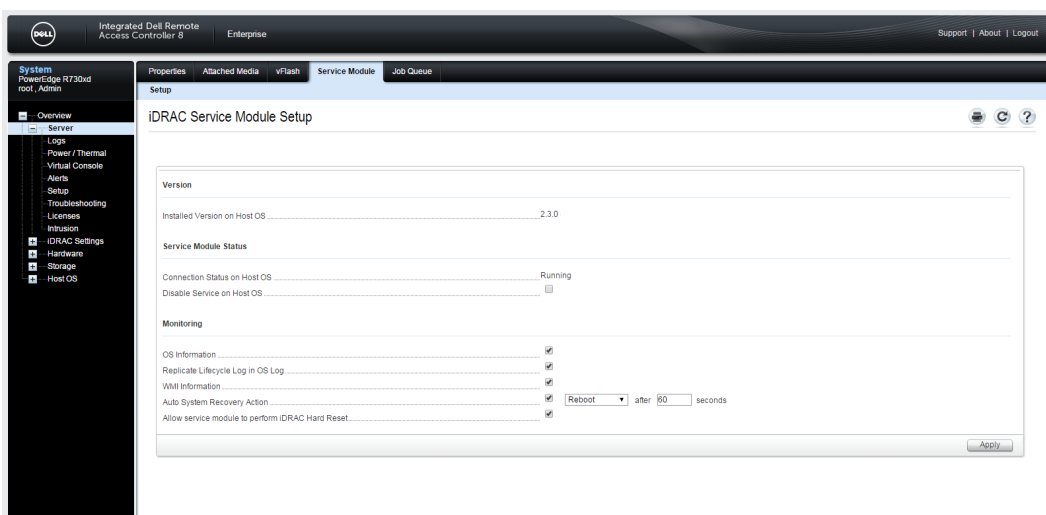 DELL
Integrated Dell Remote
Access Controller 8
Enterprise
Support | About | Logout
System
PowerEdge R730xd
root , Admin
Properties Attached Media vFlash Service Module Job Queue
Setup
Overview
Server
Logs
Power / Thermal
Virtual Console
Alerts
Setup
Troubleshooting
Licenses
Intrusion
iDRAC Settings
Hardware
Storage
Host OS
iDRAC Service Module Setup
?
Version
Installed Version on Host OS 2.3.0
Service Module Status
Connection Status on Host OS Running
Disable Service on Host OS
Monitoring
OS Information
Replicate Lifecycle Log in OS Log
WMI Information
Auto System Recovery Action Reboot after 60 seconds
Allow service module to perform iDRAC Hard Reset
Apply